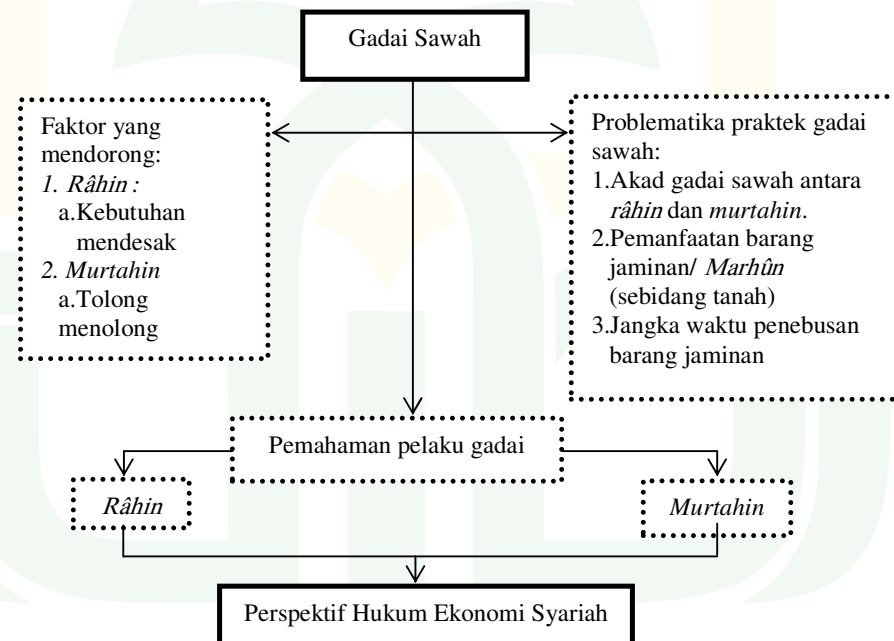 Gadai Sawah
Faktor yang
mendorong:
1. Râhin :
a.Kebutuhan
mendesak
2. Murtahin
a.Tolong
menolong
Problematika praktek gadai
sawah:
1.Akad gadai sawah antara
râhin dan murtahin.
2.Pemanfaatan barang
jaminan/ Marhûn
(sebidang tanah)
3.Jangka waktu penebusan
barang jaminan
Pemahaman pelaku gadai
Râhin
Murtahin
Perspektif Hukum Ekonomi Syariah